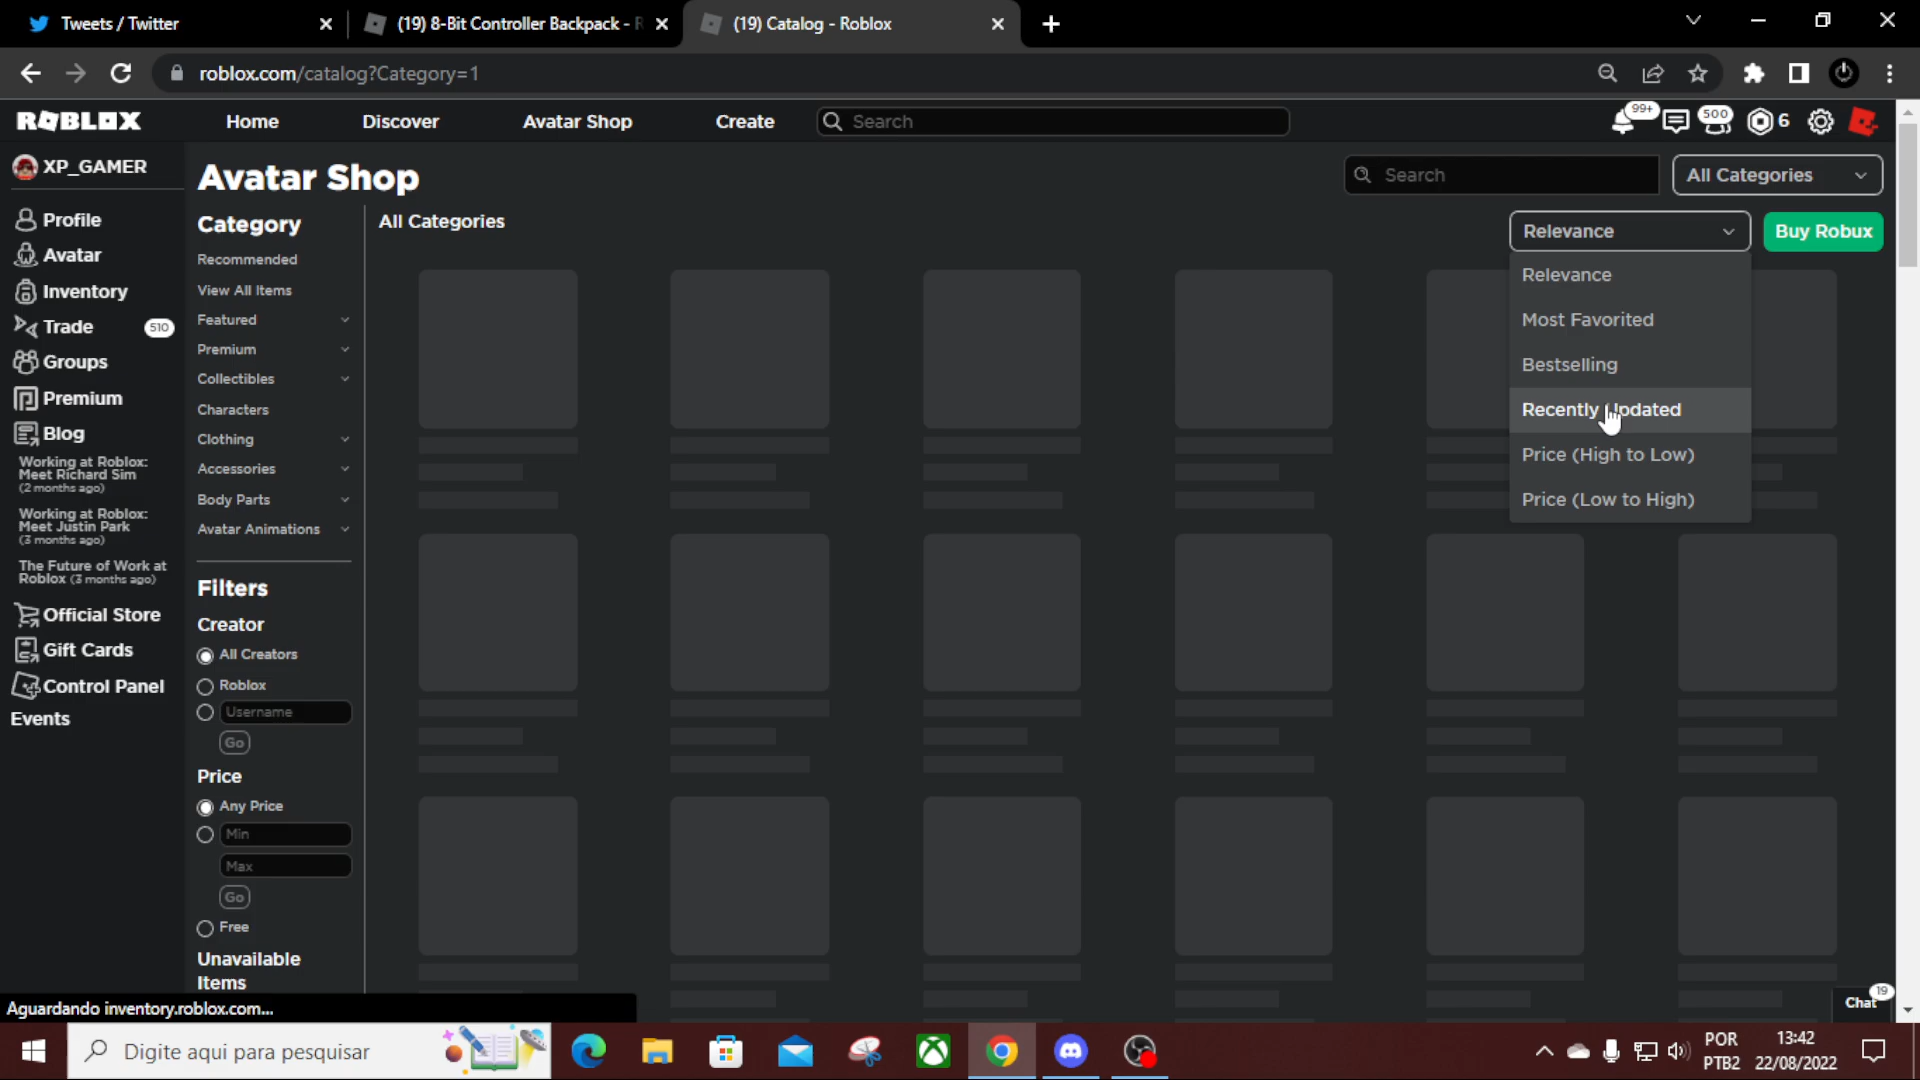 Tweets / Twitter
(19) 8-Bit Controller Backpack - R
(19) Catalog - Roblox
roblox.com/catalog?Category=1
ROBLOX
Home
Discover
Avatar Shop
Create
Search
99+
500
6
XP_GAMER
Profile
Avatar
Inventory
Trade
510
Groups
Premium
Blog
Working at Roblox:
Meet Richard Sim
(2 months ago)
Working at Roblox:
Meet Justin Park
(3 months ago)
The Future of Work at
Roblox (3 months ago)
Official Store
Gift Cards
Control Panel
Events
Avatar Shop
Search
All Categories
Category
Recommended
View All Items
Featured
Premium
Collectibles
Characters
Clothing
Accessories
Body Parts
Avatar Animations
Filters
Creator
All Creators
Roblox
Username
Go
Price
Any Price
Min
Max
Go
Free
Unavailable
Items
All Categories
Relevance
Buy Robux
Relevance
Most Favorited
Bestselling
Recently Updated
Price (High to Low)
Price (Low to High)
Chat
19
Aguardando inventory.roblox.com...
Digite aqui para pesquisar
POR
PTB2
13:42
22/08/2022